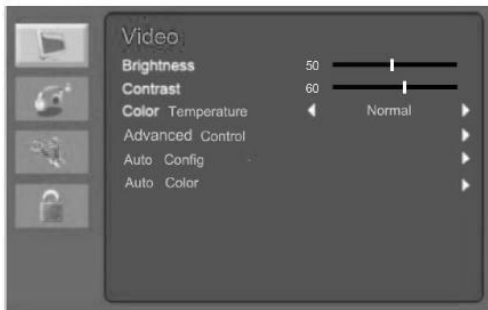 Video
Brightness 50
Contrast 60
Color Temperature Normal
Advanced Control
Auto Config
Auto Color